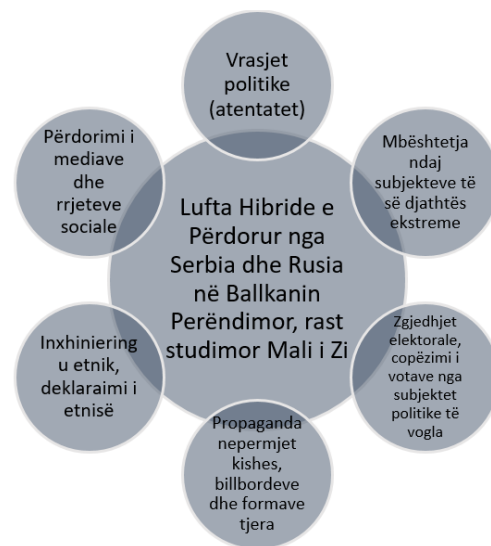 Vrasjet
politike
(atentatet)
Mbështetja
ndaj
subjekteve të
së djathtës
ekstreme
Zgjedhjet
elektorale,
copëzimi i
votave nga
subjektet
politike të
vogla
Propaganda
nepermjet
kishes,
billbordeve
dhe formave
tjera
Inxhiniering
u etnik,
deklaraimi i
etnisë
Përdorimi i
mediave
dhe
rrjeteve
sociale
Lufta Hibride e
Përdorur nga
Serbia dhe Rusia
në Ballkanin
Perëndimor, rast
studimor Mali i Zi